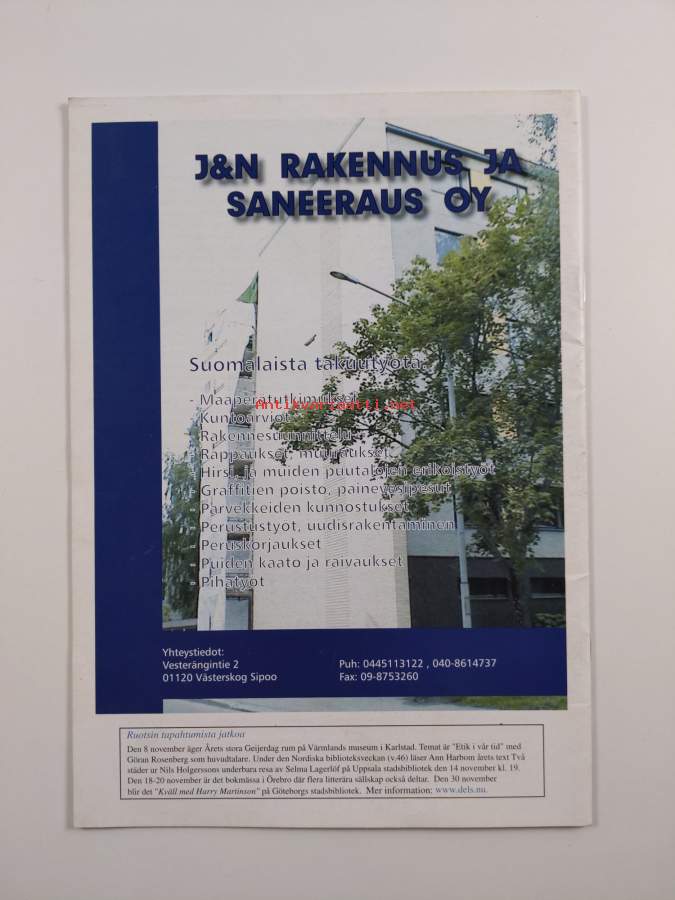 J&N RAKENNUS JA
SANEERAUS OY
Suomalaista takuutyötä:
- Maaperätutkimukset
Antikvariaatti.net
- Kuntoarviot
- Rakennesuunnittelu
- Rappaukset, muuraukset
- Hirsi- ja muiden puutalojen erikoistyöt
- Graffitien poisto, painevesipesut
- Parvekkeiden kunnostukset
- Perustustyöt, uudisrakentaminen
- Peruskorjaukset
- Puiden kaato ja raivaukset
- Pihatyöt
Yhteystiedot:
Vesterängintie 2
01120 Västerskog Sipoo
Puh: 0445113122 , 040-8614737
Fax: 09-8753260
Ruotsin tapahtumista jatkoa
Den 8 november äger Årets stora Geijerdag rum på Värmlands museum i Karlstad. Temat är "Etik i vår tid" med
Göran Rosenberg som huvudtalare. Under den Nordiska biblioteksveckan (v.46) läser Ann Harbom årets text Två
städer ur Nils Holgerssons underbara resa av Selma Lagerlöf på Uppsala stadsbibliotek den 14 november kl. 19.
Den 18-20 november är det bokmässa i Örebro där flera litterära sällskap också deltar. Den 30 november
blir det "Kväll med Harry Martinson" på Göteborgs stadsbibliotek. Mer information: www.dels.nu.